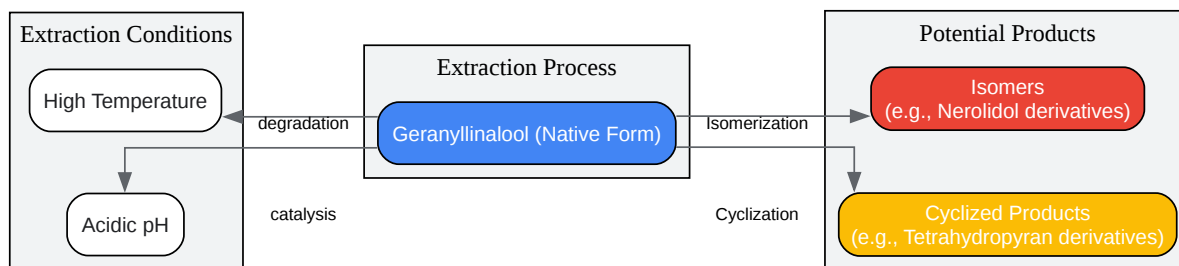 Extraction Conditions
High Temperature
Acidic pH
degradation
catalysis
Extraction Process
Geranyllinalool (Native Form)
Isomerization
Cyclization
Potential Products
Isomers
(e.g., Nerolidol derivatives)
Cyclized Products
(e.g., Tetrahydropyran derivatives)